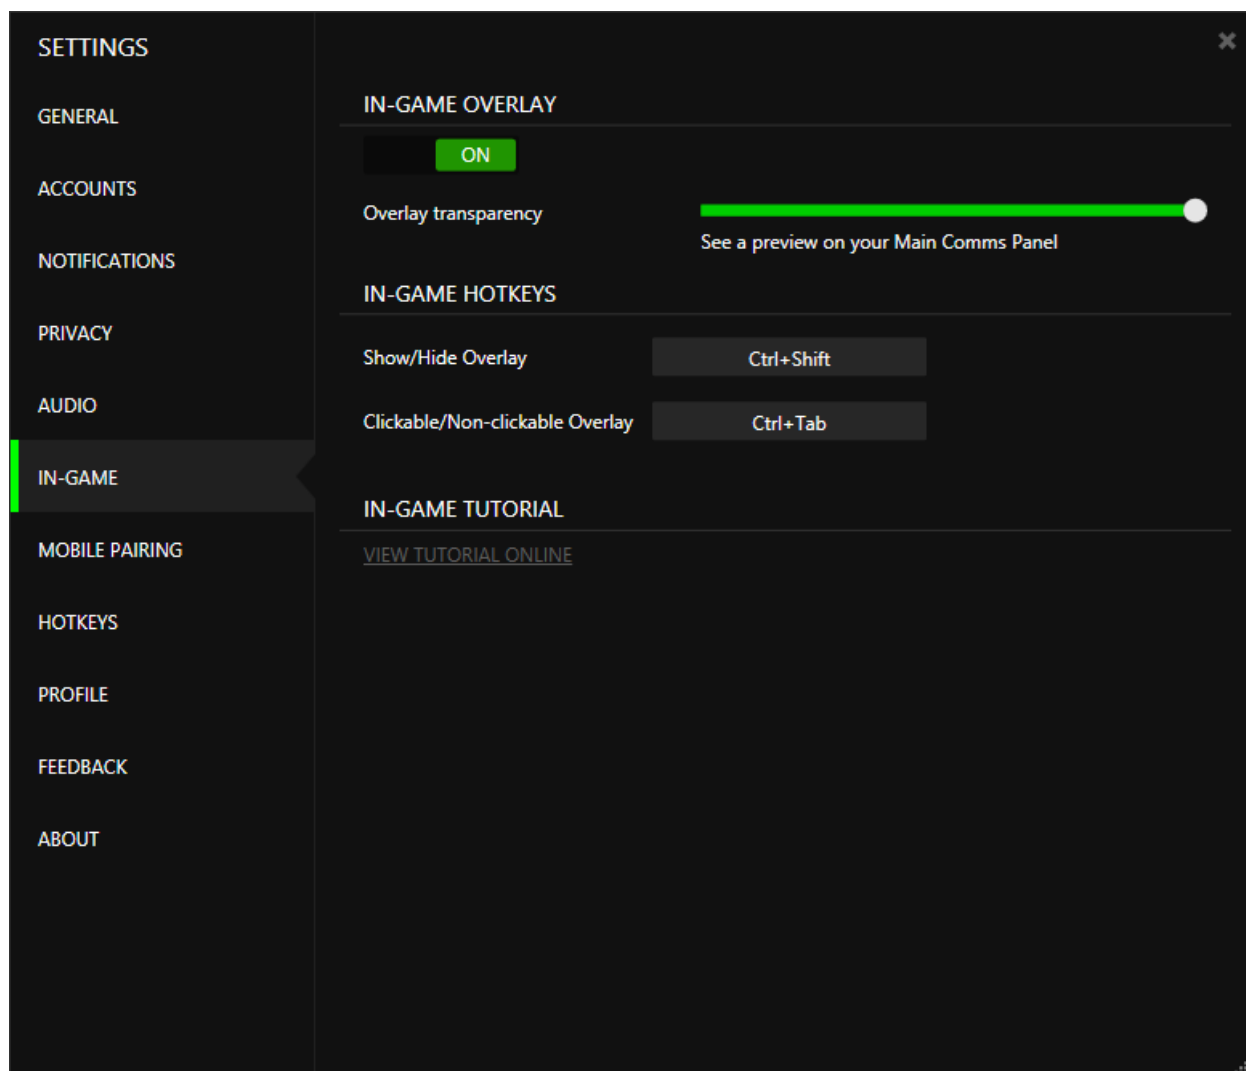 SETTINGS
GENERAL
ACCOUNTS
NOTIFICATIONS
PRIVACY
AUDIO
IN-GAME
MOBILE PAIRING
HOTKEYS
PROFILE
FEEDBACK
ABOUT
IN-GAME OVERLAY
ON
Overlay transparency
See a preview on your Main Comms Panel
IN-GAME HOTKEYS
Show/Hide Overlay Ctrl+Shift
Clickable/Non-clickable Overlay Ctrl+Tab
IN-GAME TUTORIAL
VIEW TUTORIAL ONLINE